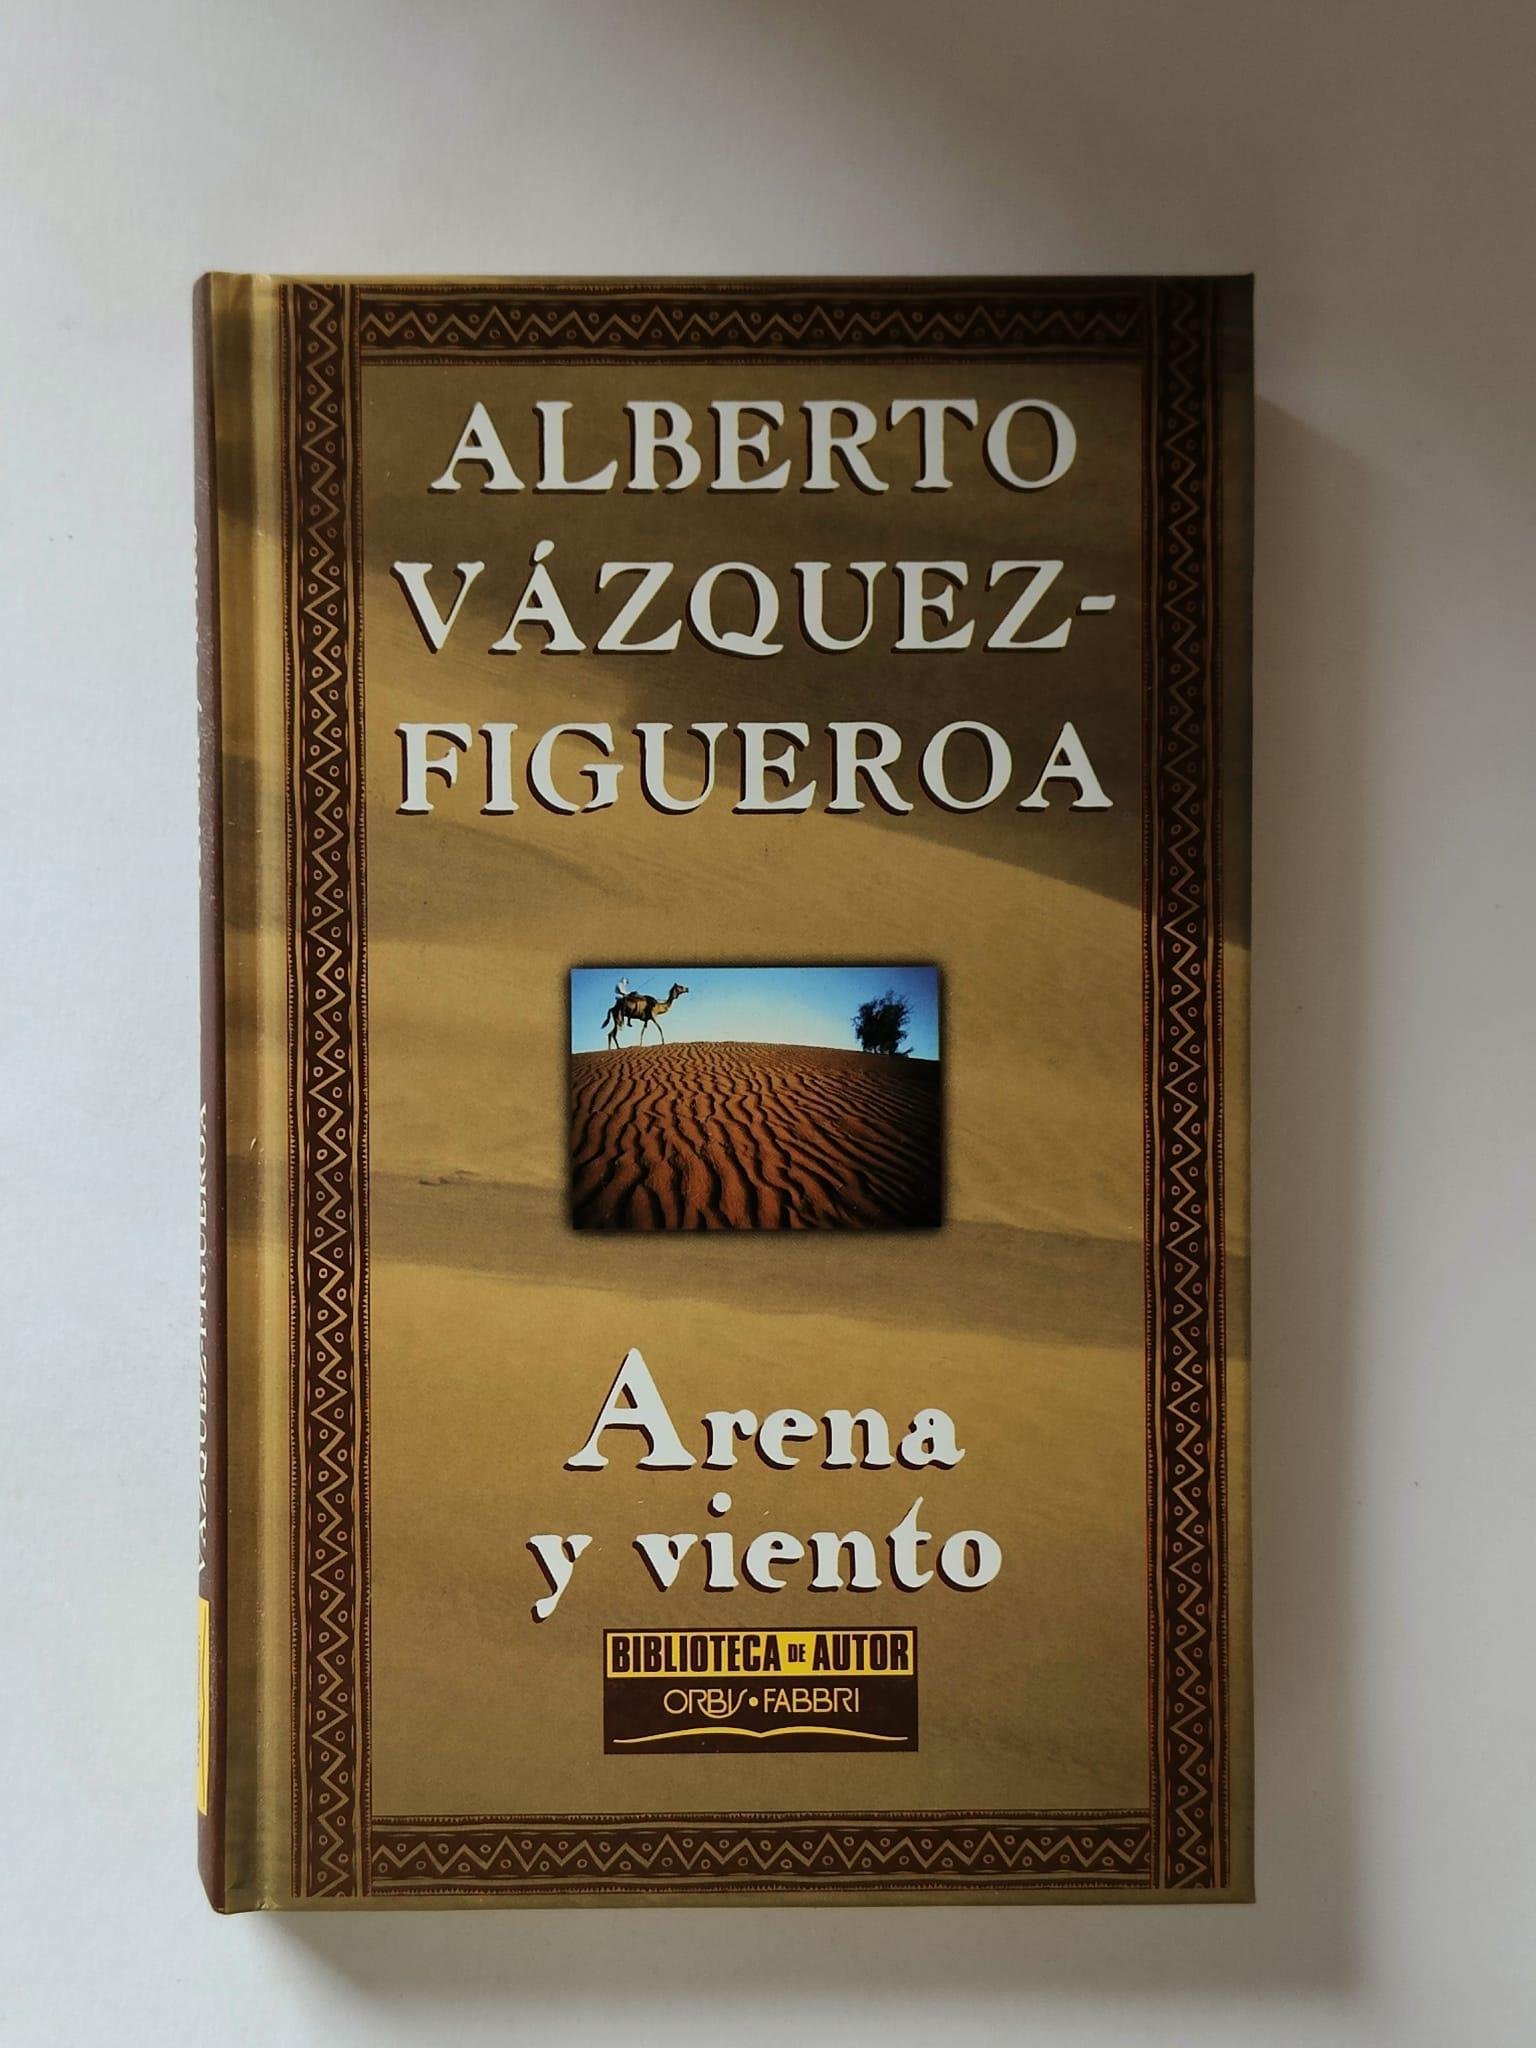 ALBERTO
VÁZQUEZ-
FIGUEROA
Arena
y viento
BIBLIOTECA DE AUTOR
ORBIS • FABBRI
VÁZQUEZ-FIGUEROA